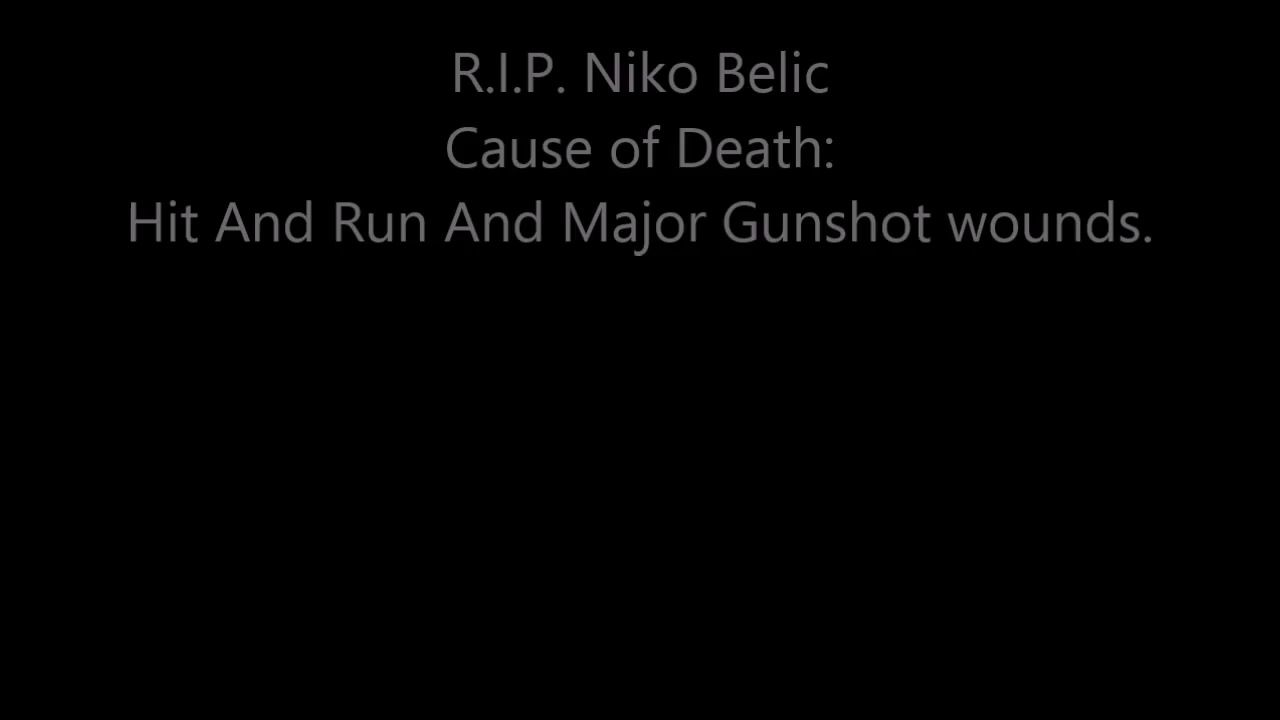 R.I.P. Niko Belic
Cause of Death:
Hit And Run And Major Gunshot wounds.